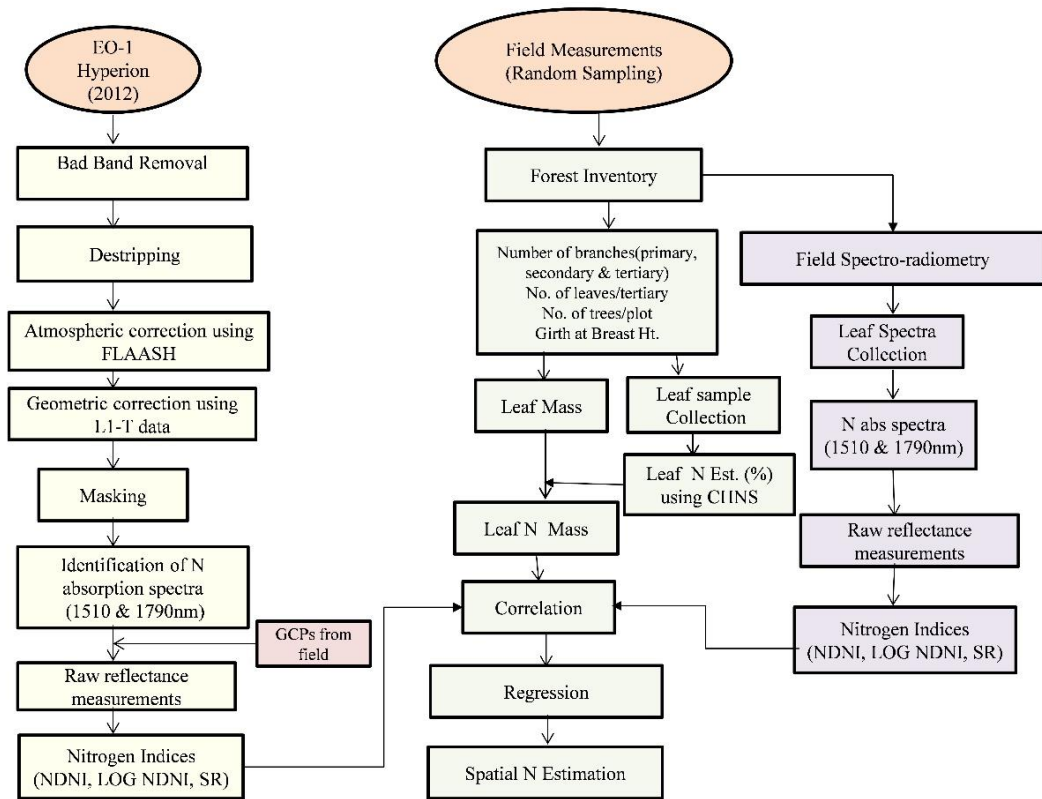 EO-1
Hyperion
(2012)
Bad Band Removal
Destripping
Atmospheric correction using
FLAASH
Geometric correction using
L1-T data
Masking
Identification of N
absorption spectra
(1510 & 1790nm)
GCPs from
field
Raw reflectance
measurements
Nitrogen Indices
(NDNI, LOG NDNI, SR)
Field Measurements
(Random Sampling)
Forest Inventory
Number of branches(primary,
secondary & tertiary)
No. of leaves/tertiary
No. of trees/plot
Girth at Breast Ht.
Leaf Mass
Leaf sample
Collection
Leaf N Est. (%)
using CHNS
Leaf N Mass
Correlation
Regression
Spatial N Estimation
Field Spectro-radiometry
Leaf Spectra
Collection
N abs spectra
(1510 & 1790nm)
Raw reflectance
measurements
Nitrogen Indices
(NDNI, LOG NDNI, SR)